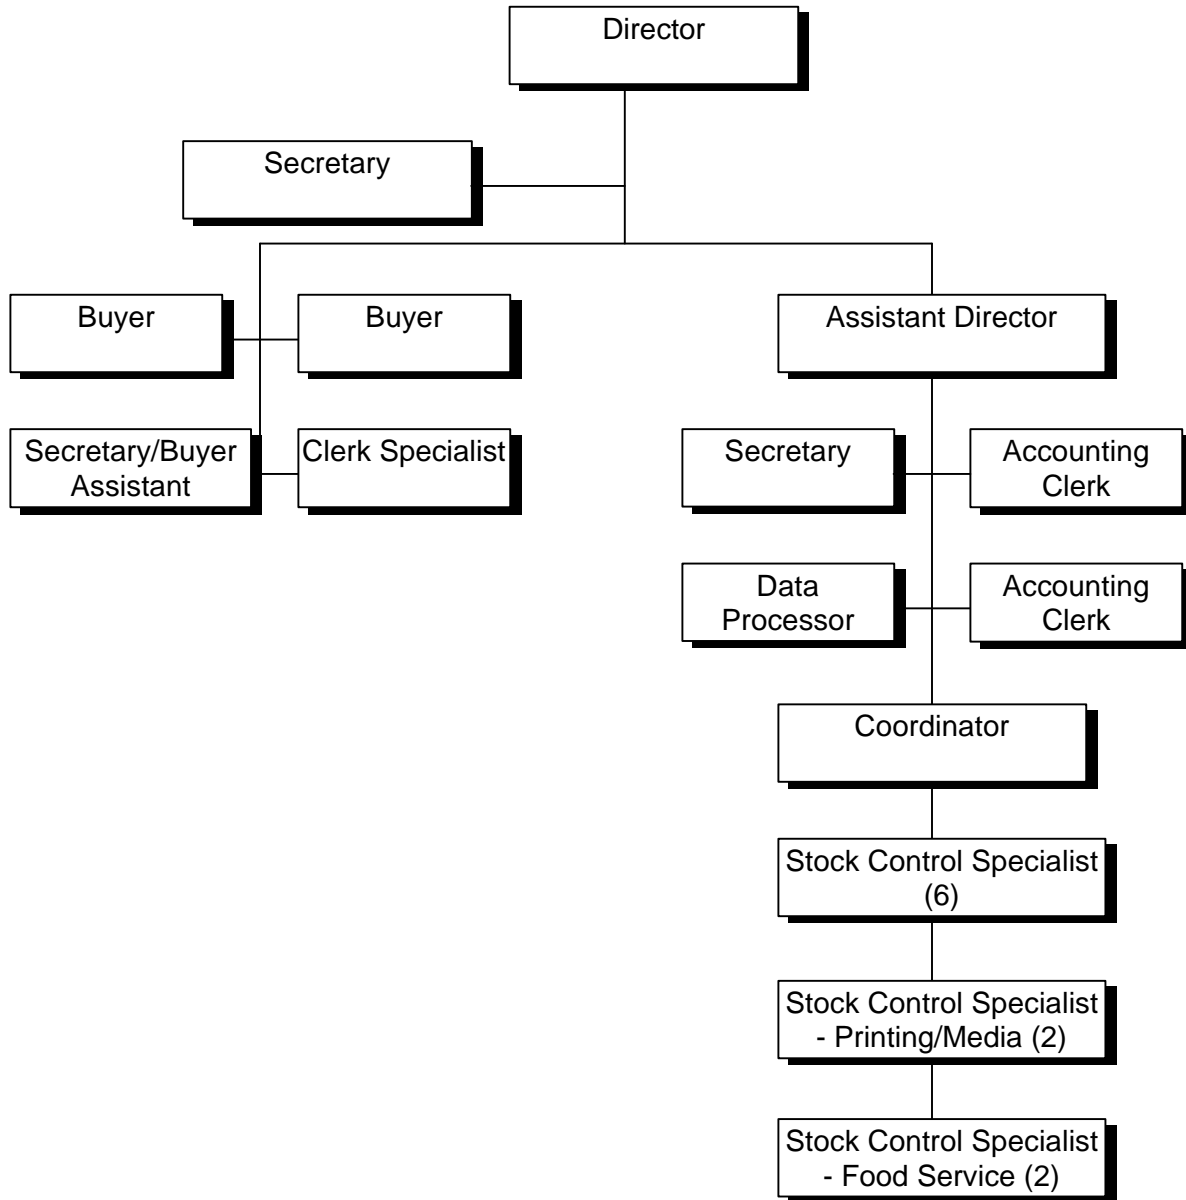 Director
Secretary
Buyer
Buyer
Assistant Director
Secretary/Buyer
Assistant
Clerk Specialist
Secretary
Accounting
Clerk
Data
Processor
Accounting
Clerk
Coordinator
Stock Control Specialist
(6)
Stock Control Specialist
- Printing/Media (2)
Stock Control Specialist
- Food Service (2)